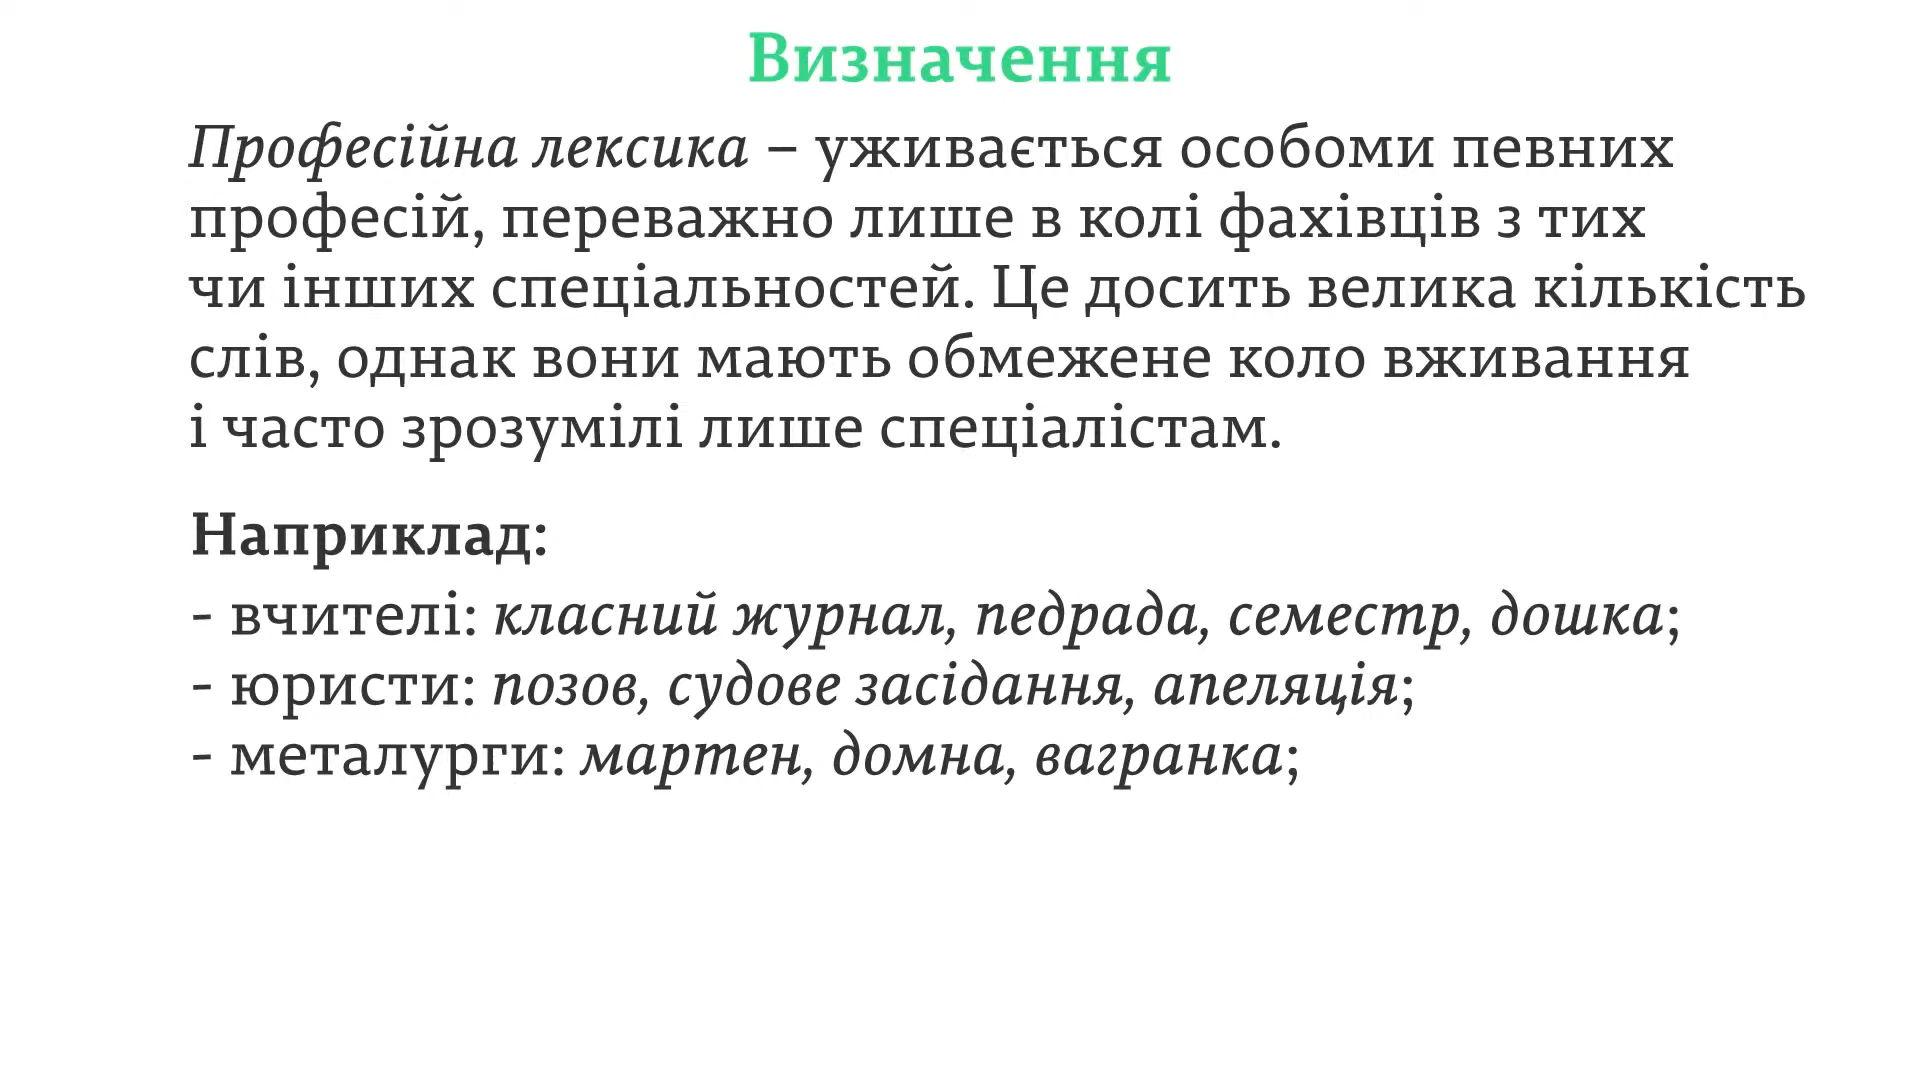 Визначення
Професійна лексика – уживається особоми певних
професій, переважно лише в колі фахівців з тих
чи інших спеціальностей. Це досить велика кількість
слів, однак вони мають обмежене коло вживання
і часто зрозумілі лише спеціалістам.
Наприклад:
- вчителі: класний журнал, педрада, семестр, дошка;
- юристи: позов, судове засідання, апеляція;
- металурги: мартен, домна, вагранка;